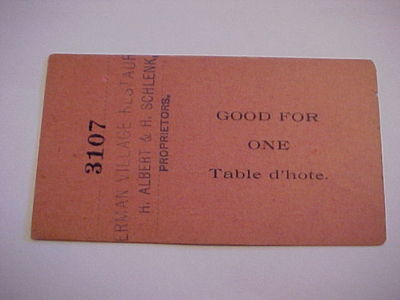 3107
ERMAN VILLAGE RESTAUR
H. ALBERT & H. SCHLENK,
PROPRIETORS.
GOOD FOR
ONE
Table d'hote.